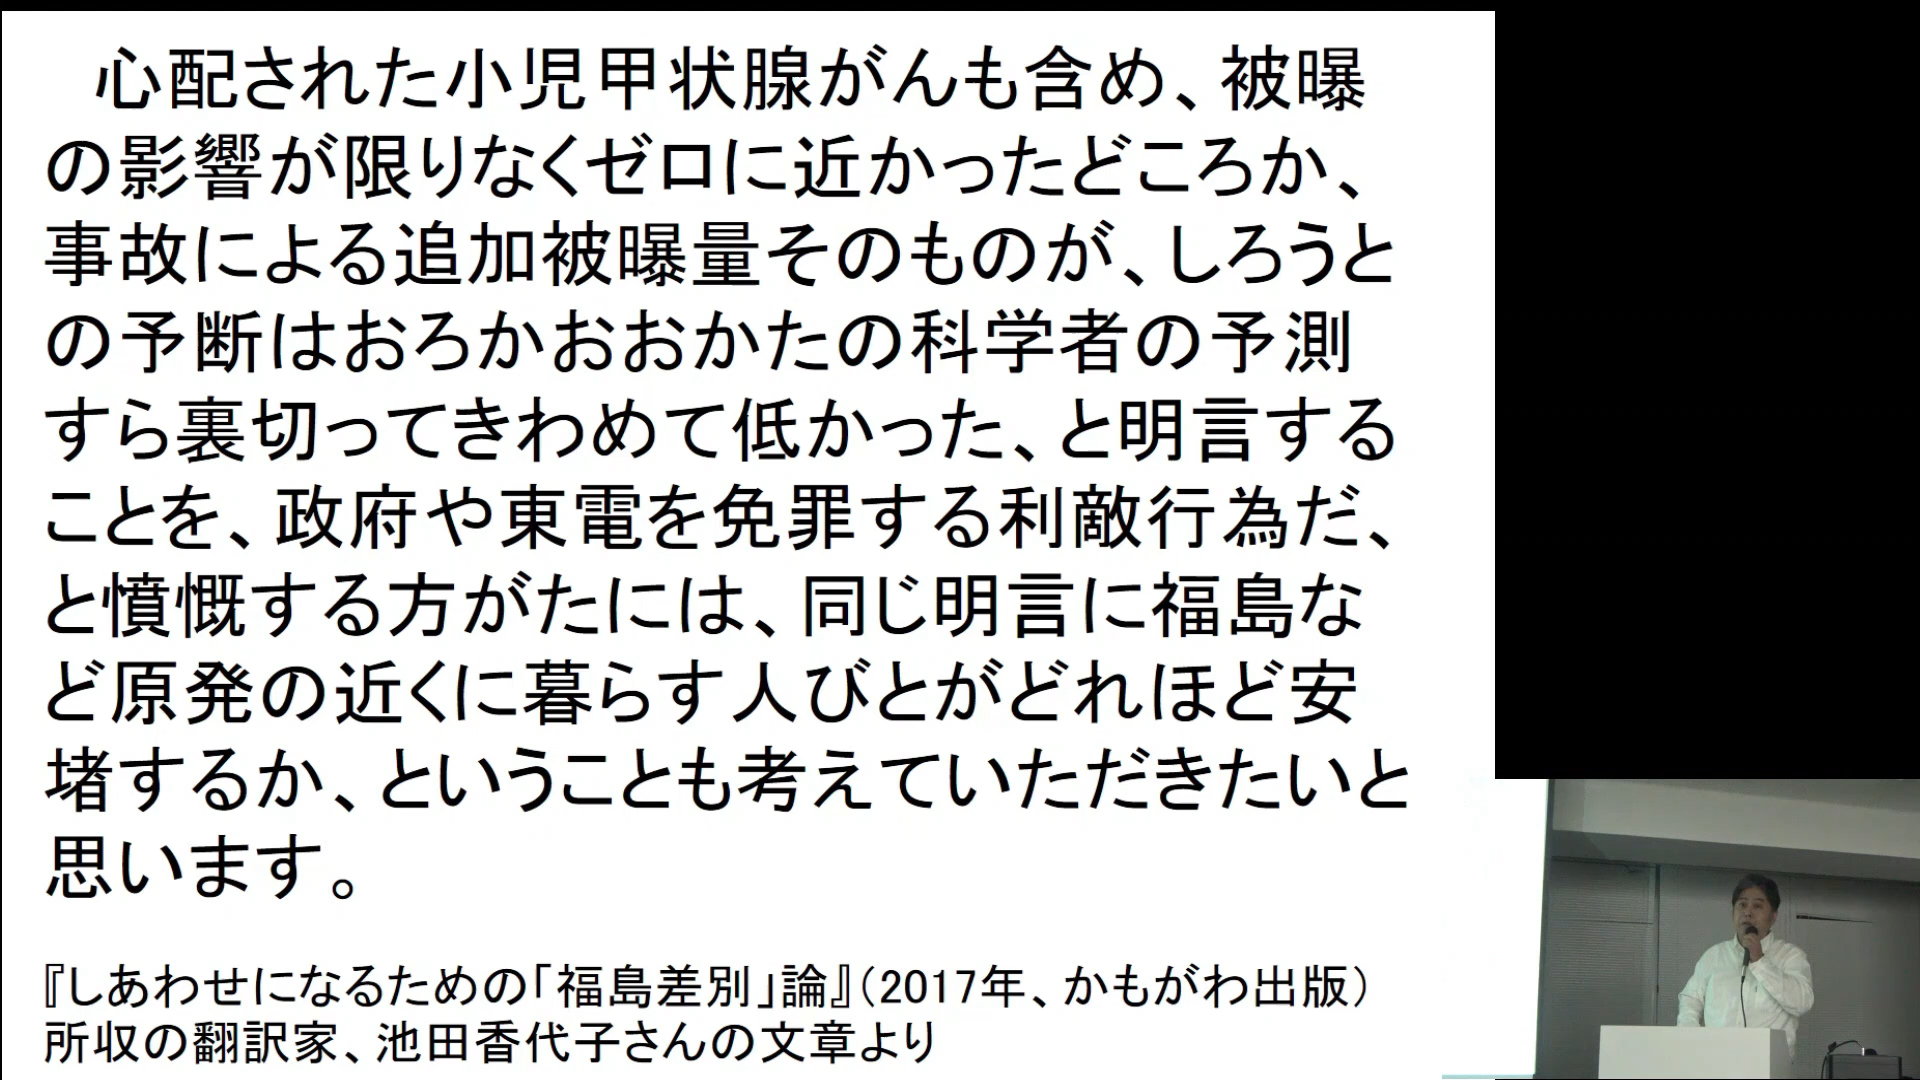 心配された小児甲状腺がんも含め、被曝
の影響が限りなくゼロに近かったどころか、
事故による追加被曝量そのものが、しろうと
の予断はおろかおおかたの科学者の予測
すら裏切ってきわめて低かった、と明言する
ことを、政府や東電を免罪する利敵行為だ、
と憤慨する方がたには、同じ明言に福島な
ど原発の近くに暮らす人びとがどれほど安
堵するか、ということも考えていただきたいと
思います。
『しあわせになるための「福島差別」論』（2017年、かもがわ出版）
所収の翻訳家、池田香代子さんの文章より